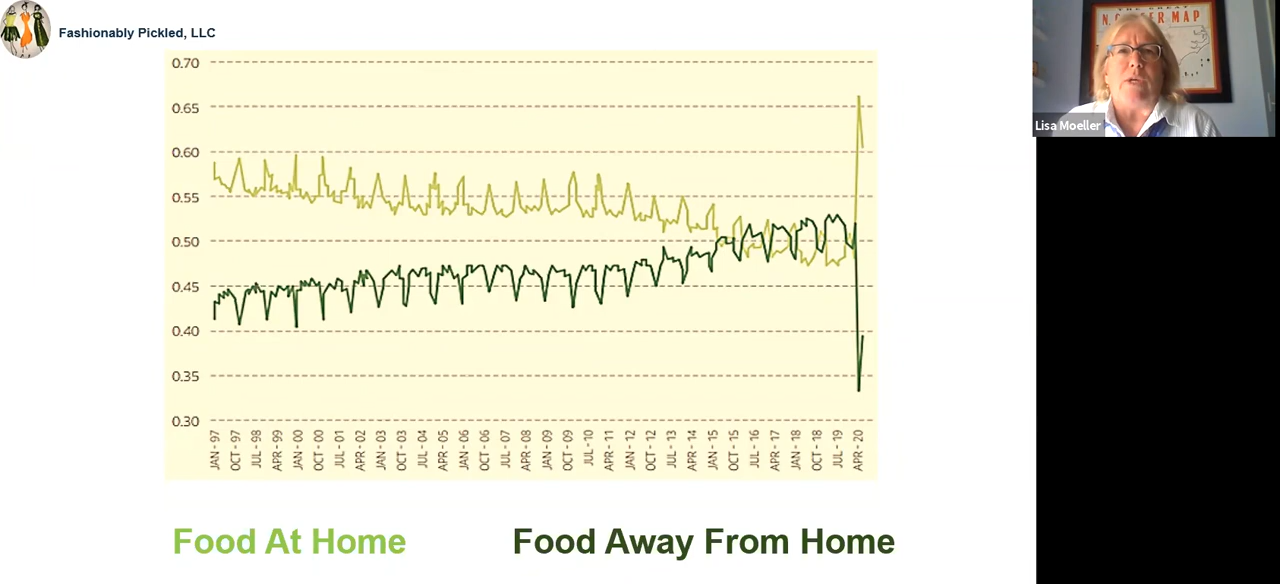 Fashionably Pickled, LLC
THE GREAT
N.C. BEER MAP
Lisa Moeller
0.70
0.65
0.60
0.55
0.50
0.45
0.40
0.35
0.30
JAN - 97
OCT - 97
JUL - 98
APR - 99
JAN - 00
OCT - 00
JUL - 01
APR - 02
JAN - 03
OCT - 03
JUL - 04
APR - 05
JAN - 06
OCT - 06
JUL - 07
APR - 08
JAN - 09
OCT - 09
JUL - 10
APR - 11
JAN - 12
OCT - 12
JUL - 13
APR - 14
JAN - 15
OCT - 15
JUL - 16
APR - 17
JAN - 18
OCT - 18
JUL - 19
APR - 20
Food At Home
Food Away From Home